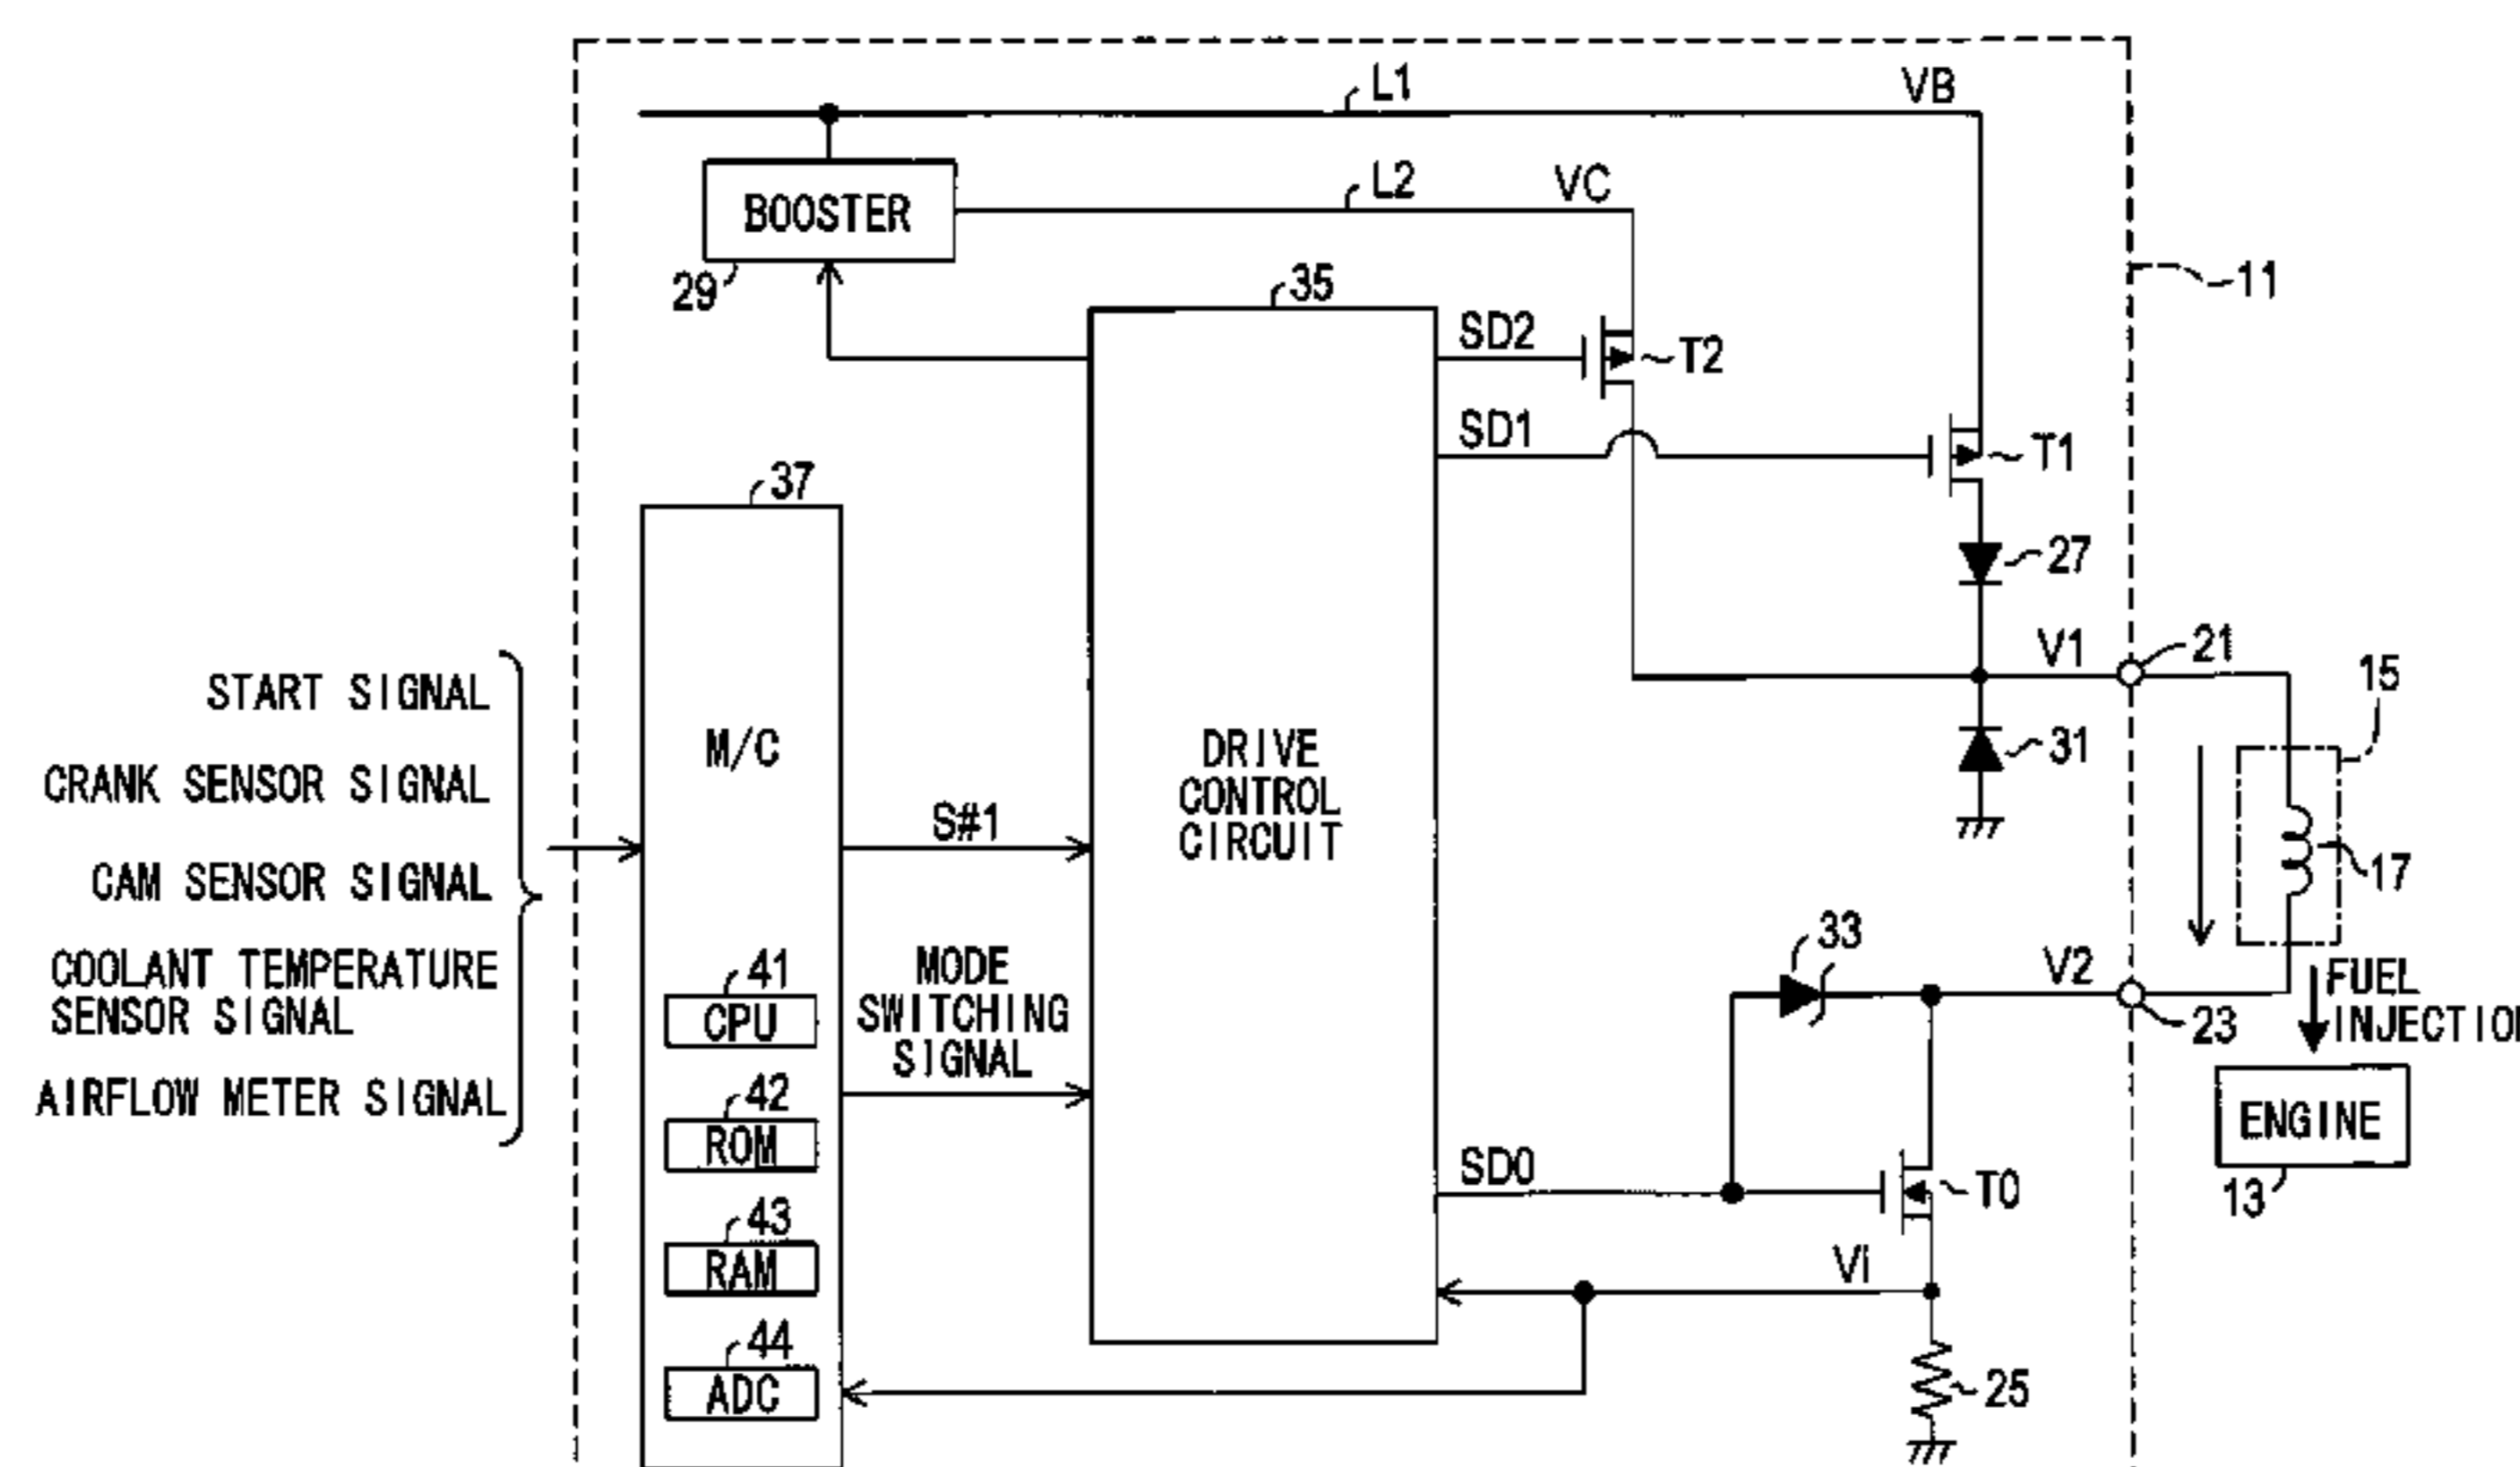 L1
VB
BOOSTER
L2
VC
29
35
11
SD2
T2
SD1
T1
37
27
V1
21
15
START SIGNAL
CRANK SENSOR SIGNAL
CAM SENSOR SIGNAL
COOLANT TEMPERATURE
SENSOR SIGNAL
AIRFLOW METER SIGNAL
M/C
S#1
DRIVE
CONTROL
CIRCUIT
31
17
33
V2
23
FUEL
INJECTION
41
CPU
MODE
SWITCHING
SIGNAL
42
ROM
SD0
T0
ENGINE
13
43
RAM
Vi
44
ADC
25